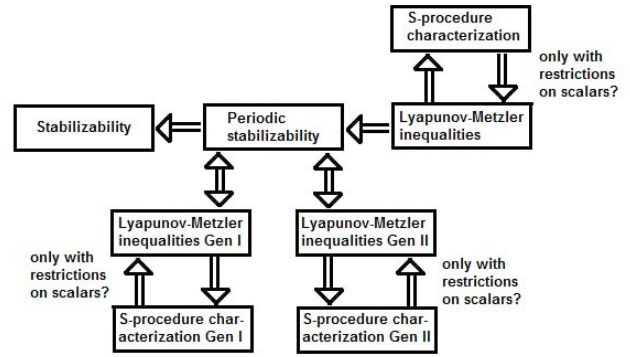 S-procedure
characterization
only with
restrictions
on scalars?
Stabilizability
Periodic
stabilizability
Lyapunov-Metzler
inequalities
Lyapunov-Metzler
inequalities Gen I
Lyapunov-Metzler
inequalities Gen II
only with
restrictions
on scalars?
only with
restrictions
on scalars?
S-procedure char-
acterization Gen I
S-procedure char-
acterization Gen II